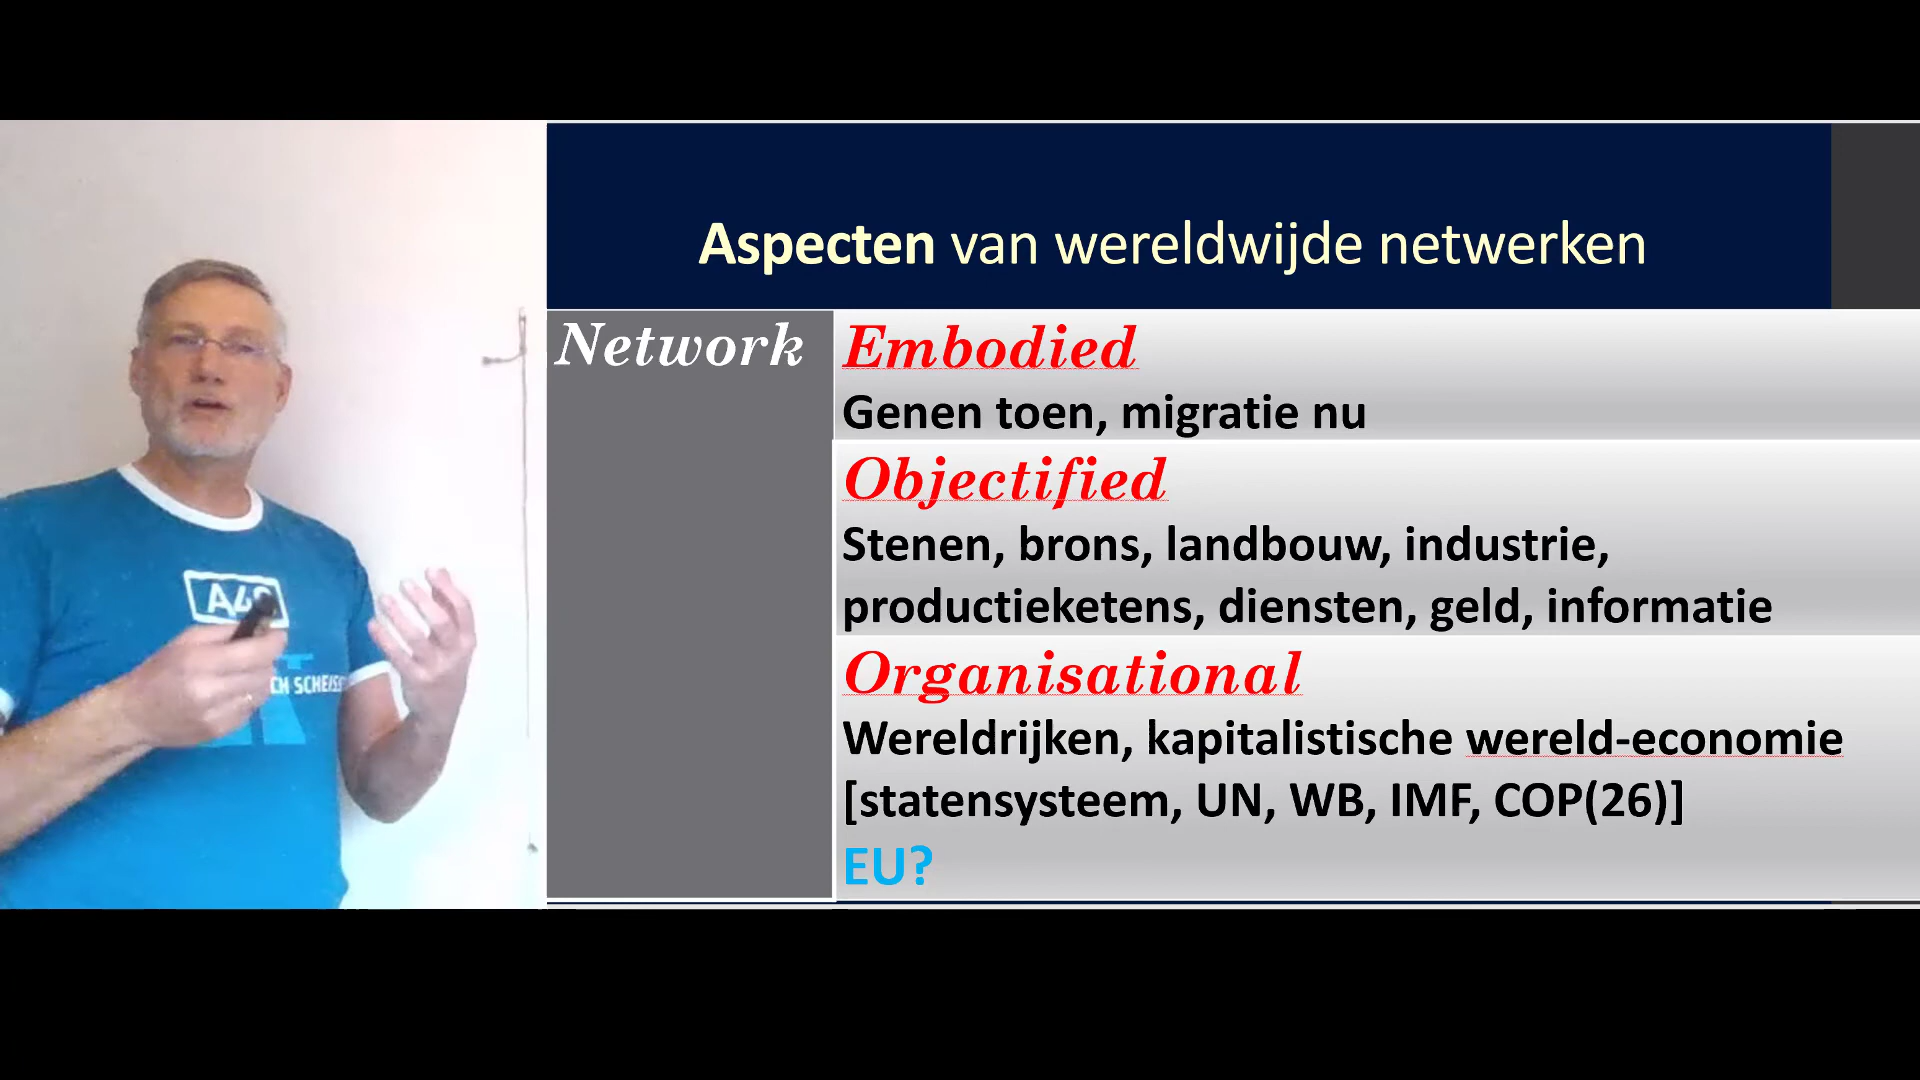 Aspecten van wereldwijde netwerken
Network
Embodied
Genen toen, migratie nu
Objectified
Stenen, brons, landbouw, industrie,
productieketens, diensten, geld, informatie
Organisational
Wereldrijken, kapitalistische wereld-economie
[statensysteem, UN, WB, IMF, COP(26)]
EU?